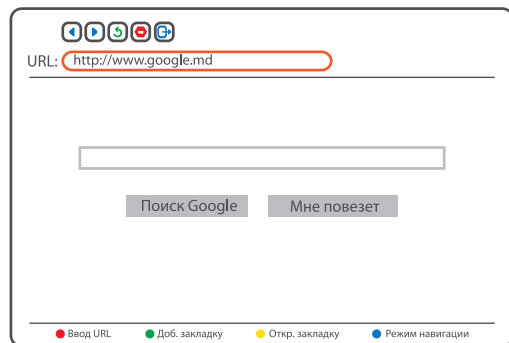 URL: http://www.google.md
Поиск Google Мне повезет
Ввод URL Доб. закладку Откр. закладку Режим навигации